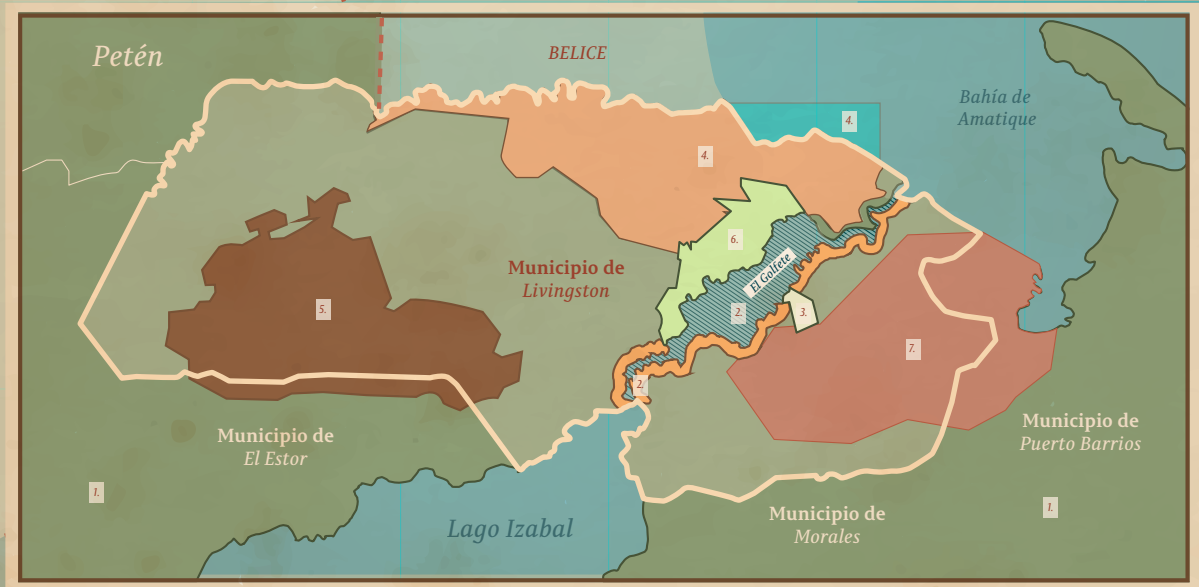 Petén
BELICE
Bahía de
Amatique
4.
4.
6.
El Golfete
Municipio de
Livingston
5.
2.
3.
7.
2.
Municipio de
El Estor
Municipio de
Puerto Barrios
1.
Lago Izabal
Municipio de
Morales
1.